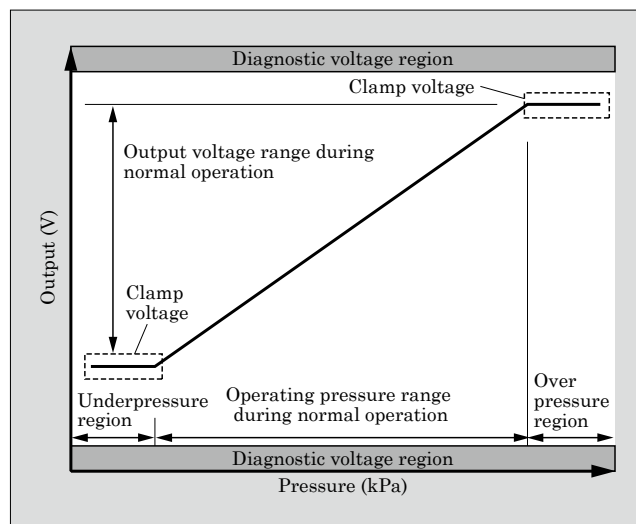 Diagnostic voltage region
Clamp voltage
Output voltage range during
normal operation
Output (V)
Clamp
voltage
Underpressure
region
Operating pressure range
during normal operation
Over
pressure
region
Diagnostic voltage region
Pressure (kPa)